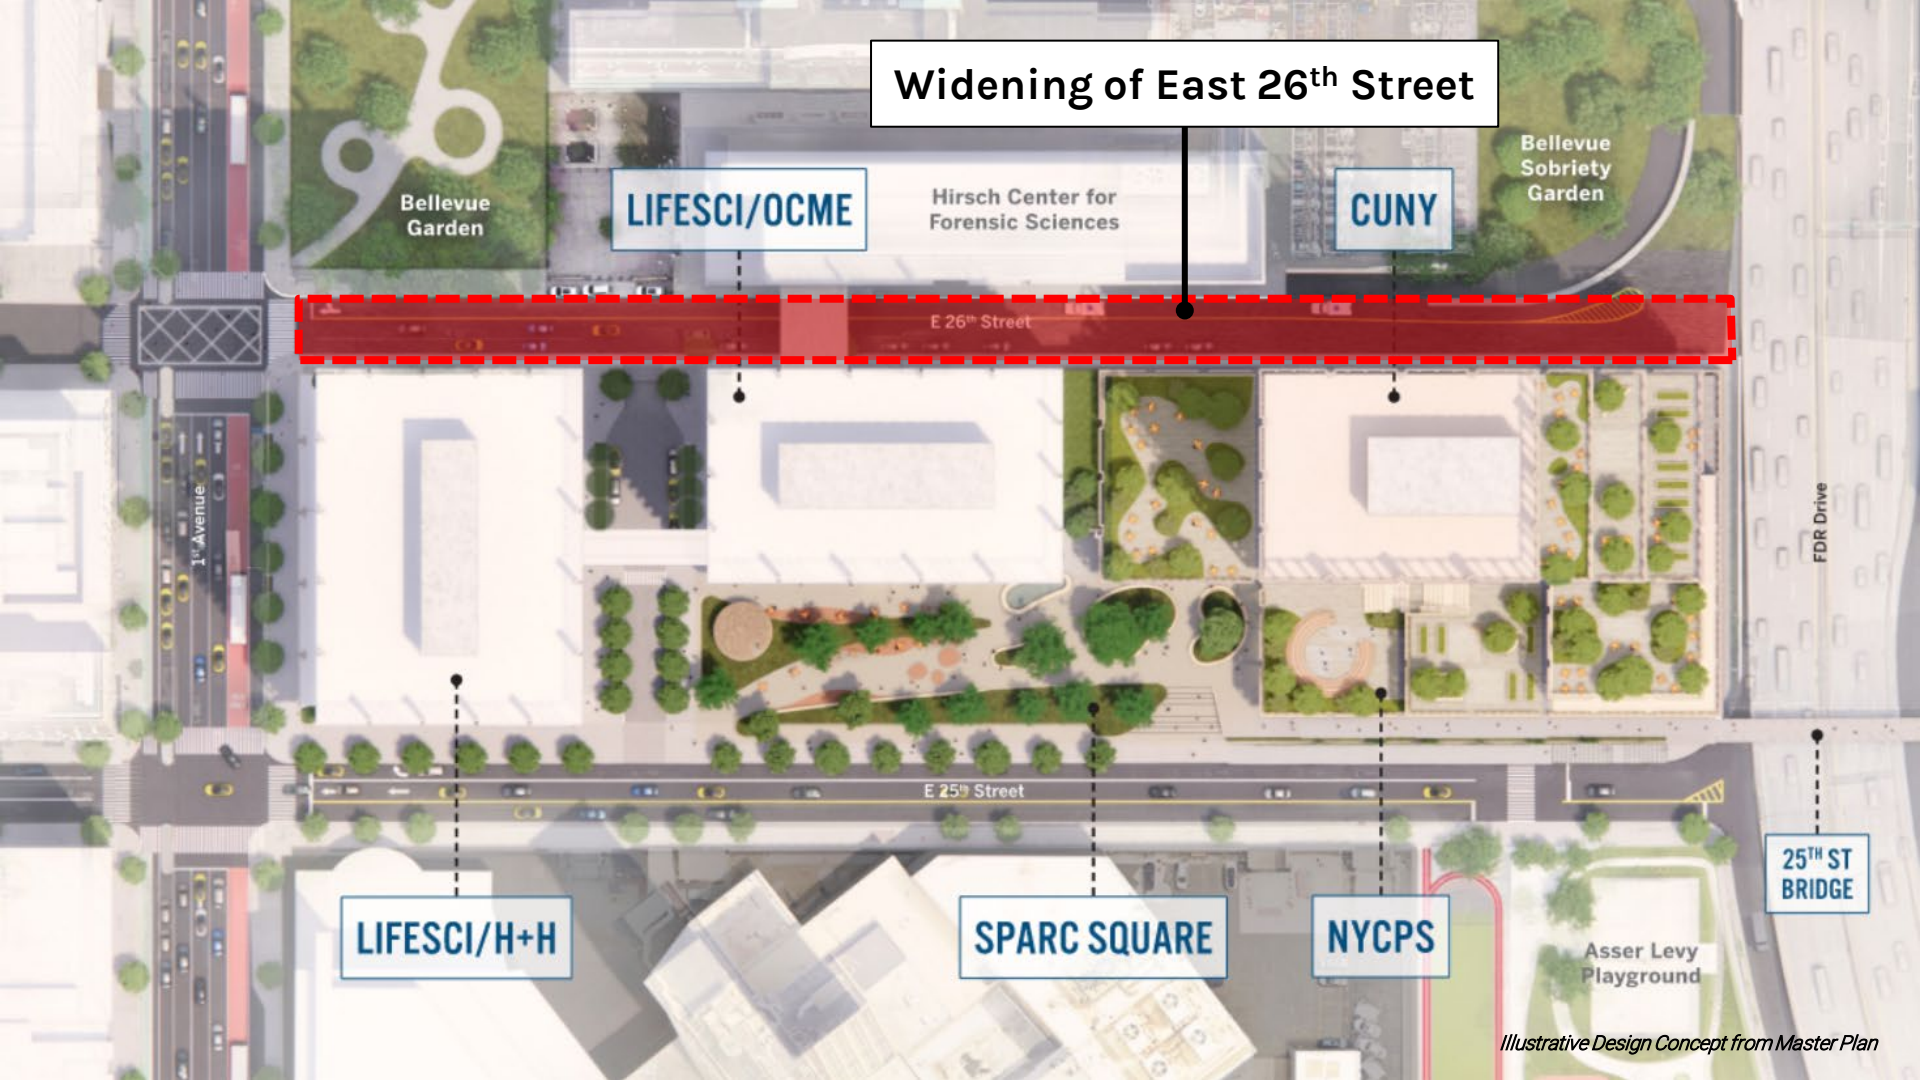 Widening of East 26th Street
Bellevue
Sobriety
Garden
Bellevue
Garden
LIFESCI/OCME
Hirsch Center for
Forensic Sciences
CUNY
E 26th Street
1st Avenue
FDR Drive
E 25th Street
25TH ST
BRIDGE
LIFESCI/H+H
SPARC SQUARE
NYCPS
Asser Levy
Playground
Illustrative Design Concept from Master Plan